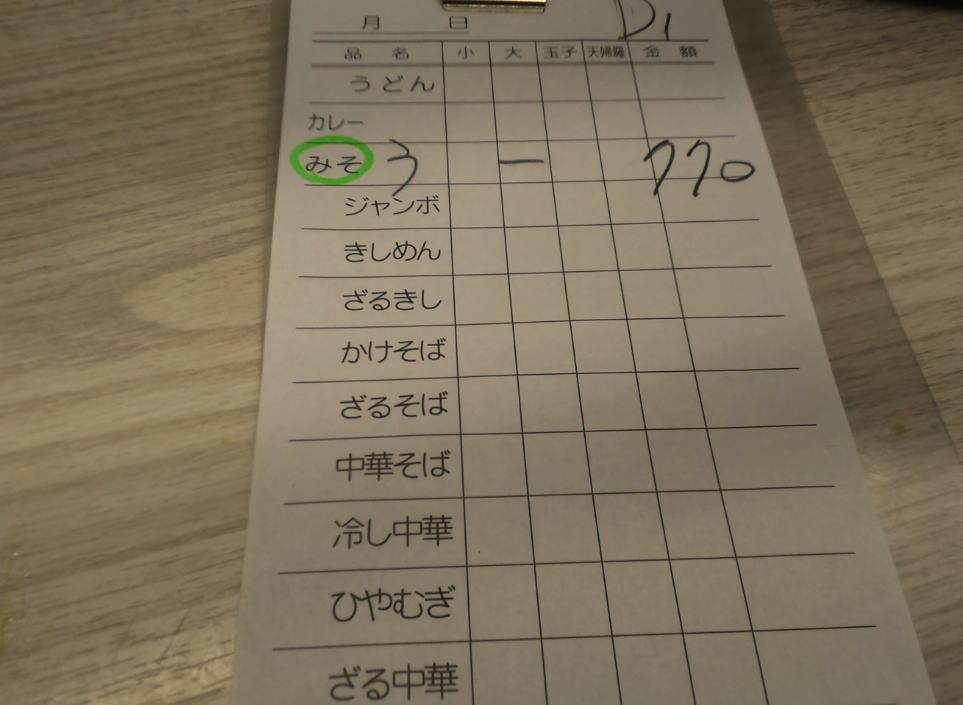 月 日 D1
品 名 小 大 玉子 天婦羅 金 額
うどん
カレー
みそ う 一 770
ジャンボ
きしめん
ざるきし
かけそば
ざるそば
中華そば
冷し中華
ひやむぎ
ざる中華